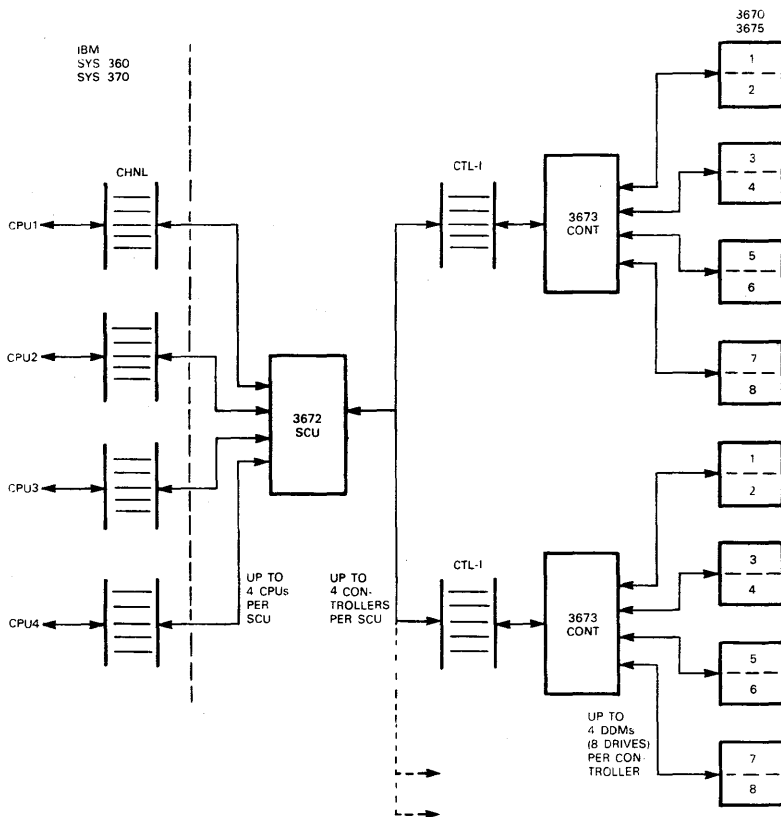 3670
3675
IBM
SYS 360
SYS 370
1
2
CHNL
CTL-I
3
4
CPU1
3673
CONT
5
6
CPU2
7
8
3672
SCU
1
2
CPU3
3
4
CTL-I
UP TO
4 CPUs
PER
SCU
UP TO
4 CON-
TROLLERS
PER SCU
3673
CONT
CPU4
5
6
UP TO
4 DDMs
(8 DRIVES)
PER CON-
TROLLER
7
8